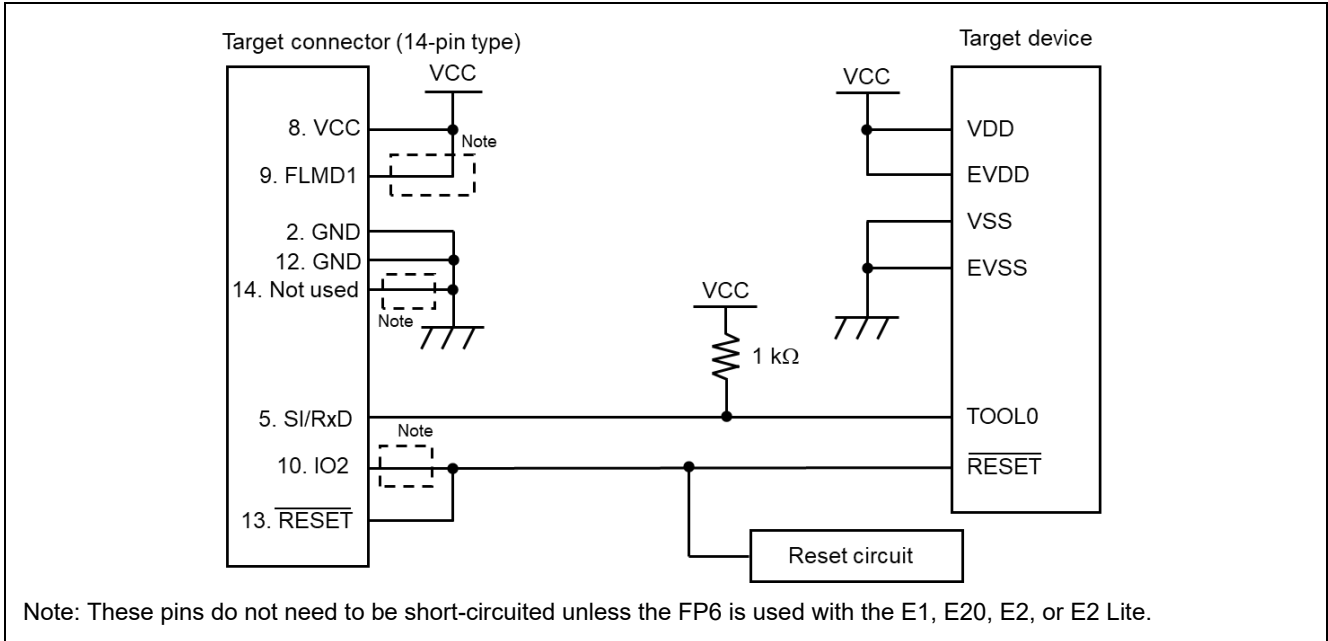 Target connector (14-pin type)
Target device
VCC
VCC
8. VCC
Note
VDD
9. FLMD1
EVDD
2. GND
VSS
12. GND
EVSS
14. Not used
Note
VCC
1 kΩ
5. SI/RxD
TOOL0
Note
10. IO2
RESET
13. RESET
Reset circuit
Note: These pins do not need to be short-circuited unless the FP6 is used with the E1, E20, E2, or E2 Lite.